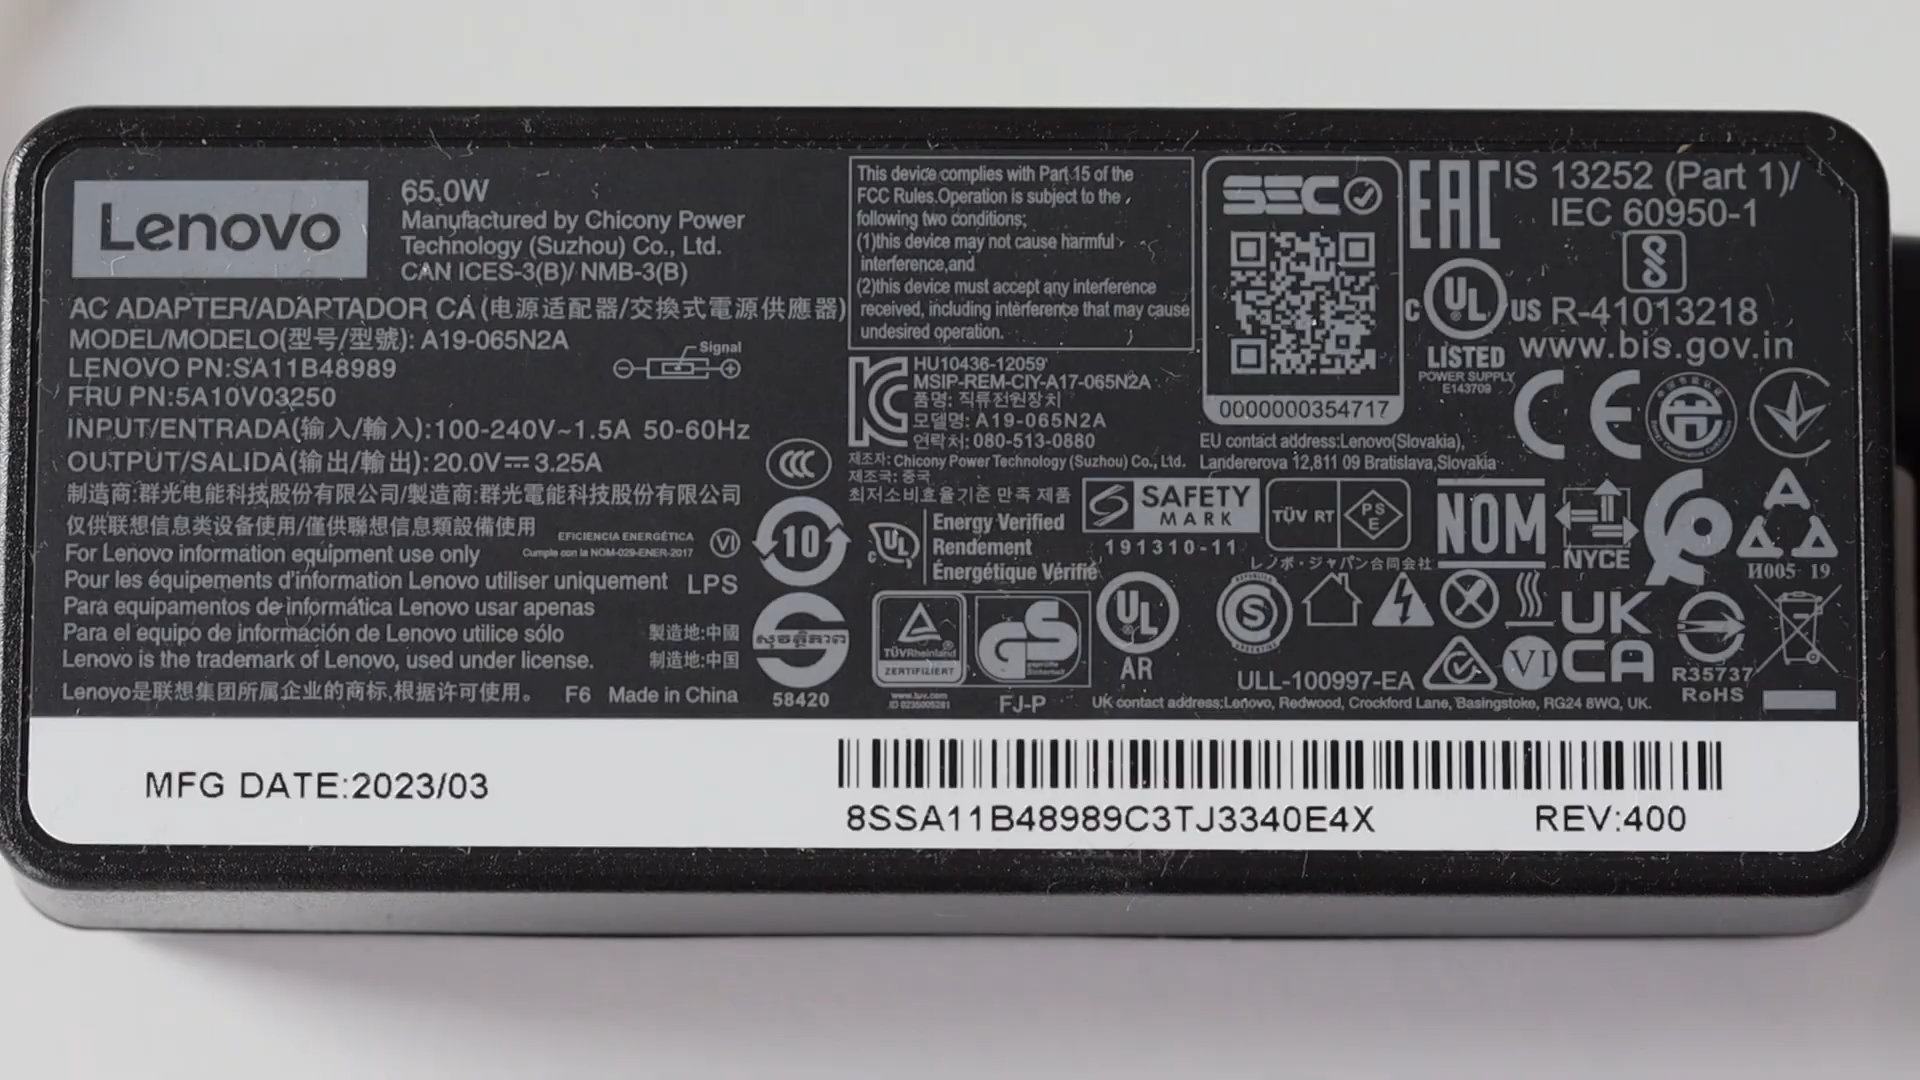 Lenovo
65.0W
Manufactured by Chicony Power
Technology (Suzhou) Co., Ltd.
CAN ICES-3(B)/ NMB-3(B)
AC ADAPTER/ADAPTADOR CA (电源适配器/交換式電源供應器)
MODEL/MODELO(型号/型號): A19-065N2A
LENOVO PN:SA11B48989
FRU PN:5A10V03250
Signal
INPUT/ENTRADA(输入/輸入):100-240V~1.5A 50-60Hz
OUTPUT/SALIDA(输出/輸出):20.0V⎓3.25A
制造商:群光电能科技股份有限公司/製造商:群光電能科技股份有限公司
仅供联想信息类设备使用/僅供聯想信息類設備使用
EFICIENCIA ENERGÉTICA
Cumple con la NOM-029-ENER-2017
VI
For Lenovo information equipment use only
Pour les équipements d'information Lenovo utiliser uniquement
LPS
Para equipamentos de informática Lenovo usar apenas
Para el equipo de información de Lenovo utilice sólo
製造地:中國
Lenovo is the trademark of Lenovo, used under license.
制造地:中国
Lenovo是联想集团所属企业的商标,根据许可使用。
F6 Made in China
This device complies with Part 15 of the
FCC Rules.Operation is subject to the
following two conditions;
(1)this device may not cause harmful
interference,and
(2)this device must accept any interference
received, including interference that may cause
undesired operation.
HU10436-12059
MSIP-REM-CIY-A17-065N2A
품명: 직류전원장치
모델명: A19-065N2A
연락처: 080-513-0880
제조자: Chicony Power Technology (Suzhou) Co., Ltd.
제조국: 중국
최저소비효율기준 만족 제품
CCC
10
58420
c UL
Energy Verified
Rendement
Énergétique Vérifié
SEC
0000000354717
EU contact address:Lenovo(Slovakia),
Landererova 12,811 09 Bratislava,Slovakia
SAFETY
MARK
191310-11
TÜV RT
PS
E
レノボ・ジャパン合同会社
TÜVRheinland
ZERTIFIZIERT
www.tuv.com
GS
geprüfte
Sicherheit
FJ-P
UL
AR
S
ULL-100997-EA
UK contact address:Lenovo, Redwood, Crockford Lane, Basingstoke, RG24 8WQ, UK.
EAC
IS 13252 (Part 1)/
IEC 60950-1
R-41013218
www.bis.gov.in
C UL US
LISTED
POWER SUPPLY
E143709
CE
NOM
NYCE
И005 19
VI
UK
CA
R35737
RoHS
MFG DATE:2023/03
8SSA11B48989C3TJ3340E4X
REV:400